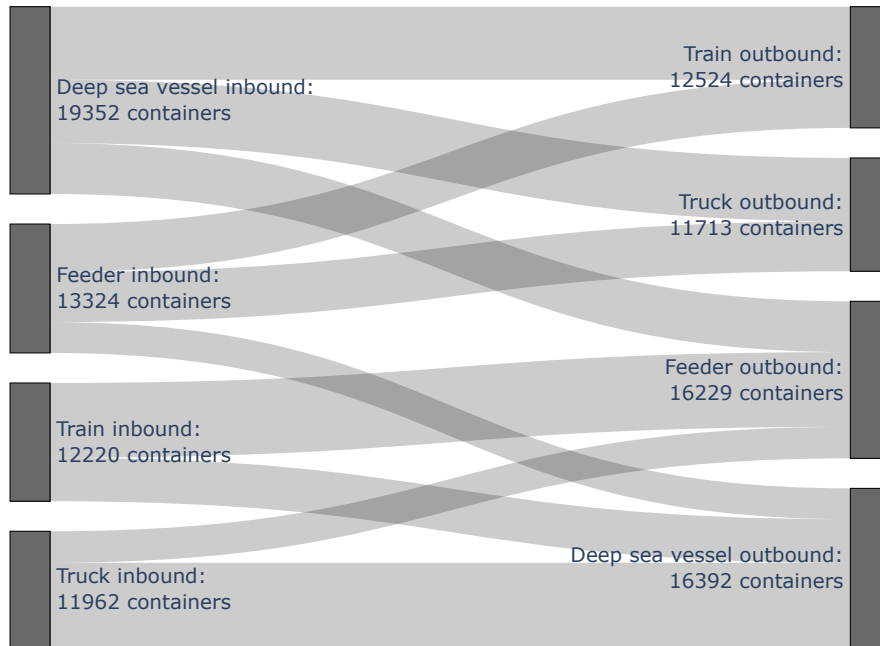 Deep sea vessel inbound:
19352 containers
Feeder inbound:
13324 containers
Train inbound:
12220 containers
Truck inbound:
11962 containers
Train outbound:
12524 containers
Truck outbound:
11713 containers
Feeder outbound:
16229 containers
Deep sea vessel outbound:
16392 containers